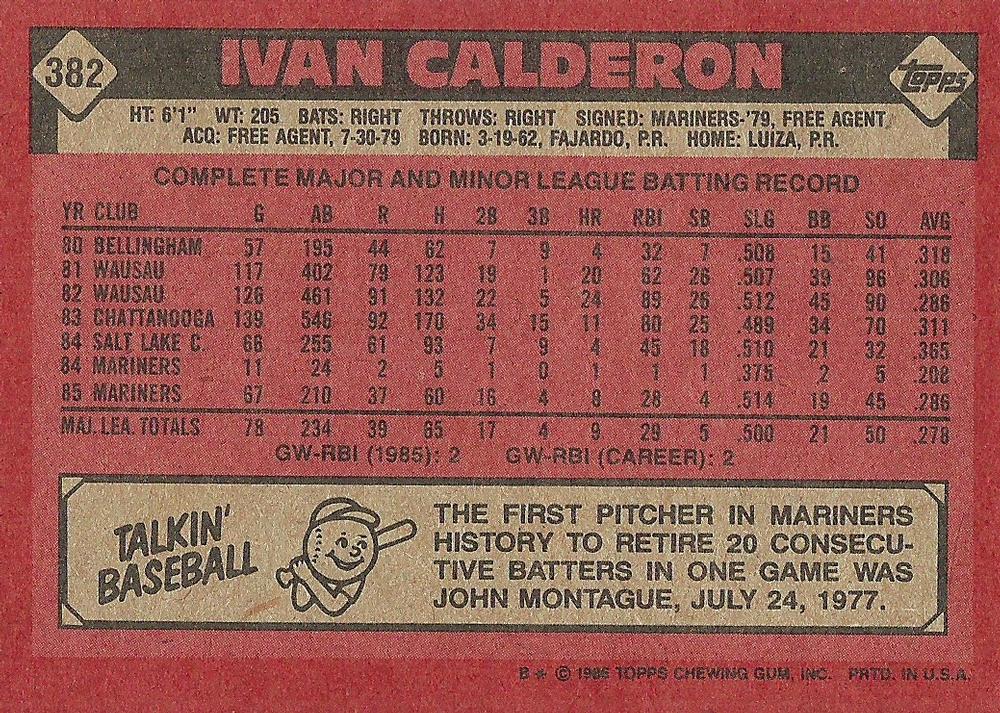 382
IVAN CALDERON
TOPPS
HT: 6'1" WT: 205 BATS: RIGHT THROWS: RIGHT SIGNED: MARINERS-'79, FREE AGENT
ACQ: FREE AGENT, 7-30-79 BORN: 3-19-62, FAJARDO, P.R. HOME: LUIZA, P.R.
COMPLETE MAJOR AND MINOR LEAGUE BATTING RECORD
YR CLUB G AB R H 2B 3B HR RBI SB SLG BB SO AVG
80 BELLINGHAM 57 195 44 62 7 9 4 32 7 .508 15 41 .318
81 WAUSAU 117 402 79 123 19 1 20 62 26 .507 39 96 .306
82 WAUSAU 126 461 91 132 22 5 24 89 26 .512 45 90 .286
83 CHATTANOOGA 139 546 92 170 34 15 11 80 25 .489 34 70 .311
84 SALT LAKE C. 66 255 61 93 7 9 4 45 18 .510 21 32 .365
84 MARINERS 11 24 2 5 1 0 1 1 1 .375 2 5 .208
85 MARINERS 67 210 37 60 16 4 8 28 4 .514 19 45 .286
MAJ. LEA. TOTALS 78 234 39 65 17 4 9 29 5 .500 21 50 .278
GW-RBI (1985): 2 GW-RBI (CAREER): 2
TALKIN'
BASEBALL
THE FIRST PITCHER IN MARINERS
HISTORY TO RETIRE 20 CONSECU-
TIVE BATTERS IN ONE GAME WAS
JOHN MONTAGUE, JULY 24, 1977.
B * © 1986 TOPPS CHEWING GUM, INC. PRTD. IN U.S.A.